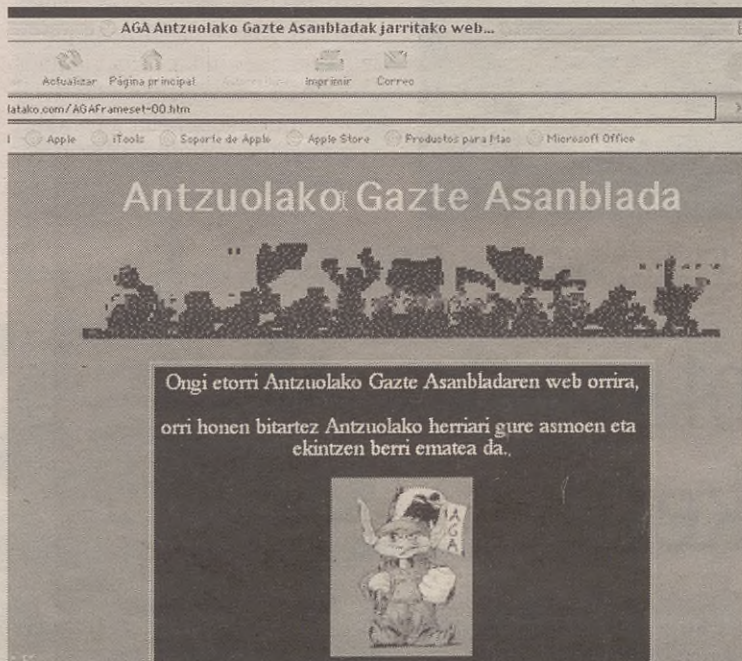 AGA Antzuolako Gazte Asanbladak jarritako web...
Actualizar Página principal Imprimir Correo
latako.com/AGAFrameset-00.htm
Apple iTools Soporte de Apple Apple Store Productos para Mac Microsoft Office
Antzuolako Gazte Asanblada
Ongi etorri Antzuolako Gazte Asanbladaren web orrira,
orri honen bitartez Antzuolako herriari gure asmoen eta
ekintzen berri ematea da.
AGA